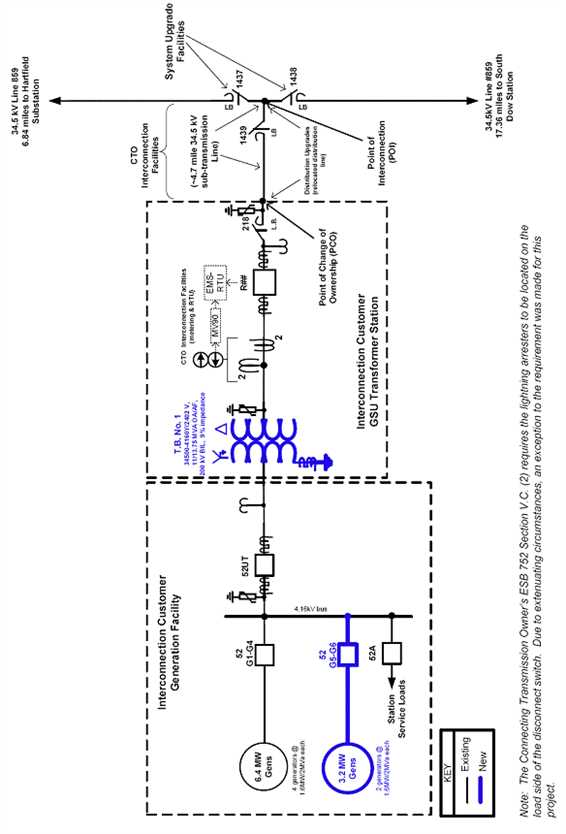 34.5 kV Line 859
6.84 miles to Hartfield
Substation
System Upgrade
Facilities
1437
1438
LB
LB
34.5kV Line #859
17.36 miles to South
Dow Station
CTO
Interconnection
Facilities
1439
LB
(~4.7 mile 34.5 kV
sub-transmission
Line)
Distribution Upgrades
(relocated distribution
line)
Point of
Interconnection
(POI)
218
L.B.
Point of Change of
Ownership (PCO)
CTO Interconnection Facilities
(metering & RTU)
MV90
EMS-
RTU
R##
2
2
Interconnection Customer
GSU Transformer Station
T.B. No. 1
34500-4160Y/2402 V,
11/13.75 MVA OA/AF,
200 kV BIL, 9% impedance
Interconnection Customer
Generation Facility
52UT
4.16kV bus
52
G1-G4
52
G5-G6
52A
Station
Service Loads
6.4 MW
Gens
4 generators @
1.6MW/2MVa each
3.2 MW
Gens
2 generators @
1.6MW/2MVa each
KEY
Existing
New
Note: The Connecting Transmission Owner's ESB 752 Section V.C. (2) requires the lightning arresters to be located on the
load side of the disconnect switch. Due to extenuating circumstances, an exception to the requirement was made for this
project.